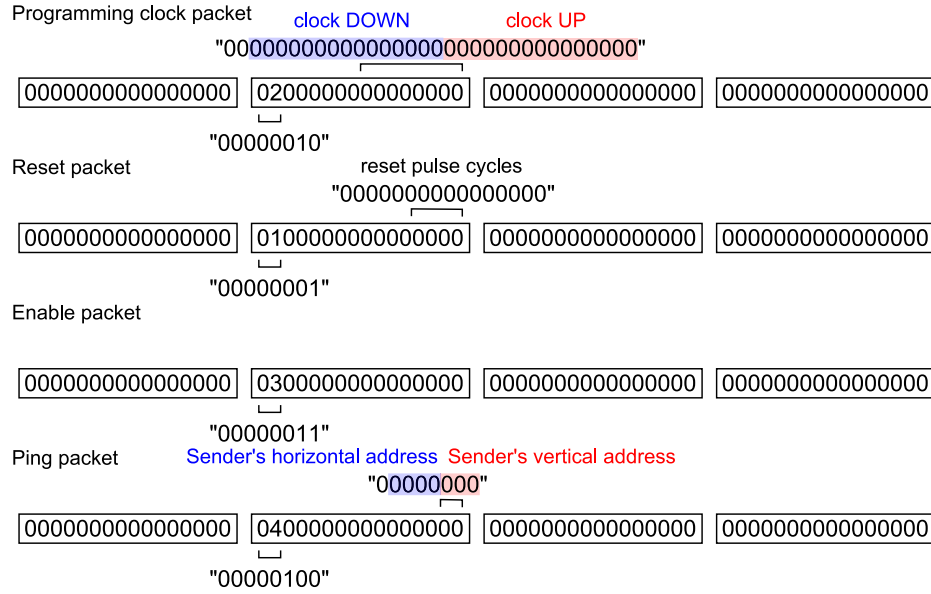 Programming clock packet
clock DOWN clock UP
"00000000000000000000000000000000"
0000000000000000 0200000000000000 0000000000000000 0000000000000000
"00000010"
Reset packet
reset pulse cycles
"0000000000000000"
0000000000000000 0100000000000000 0000000000000000 0000000000000000
"00000001"
Enable packet
0000000000000000 0300000000000000 0000000000000000 0000000000000000
"00000011"
Ping packet
Sender's horizontal address Sender's vertical address
"00000000"
0000000000000000 0400000000000000 0000000000000000 0000000000000000
"00000100"